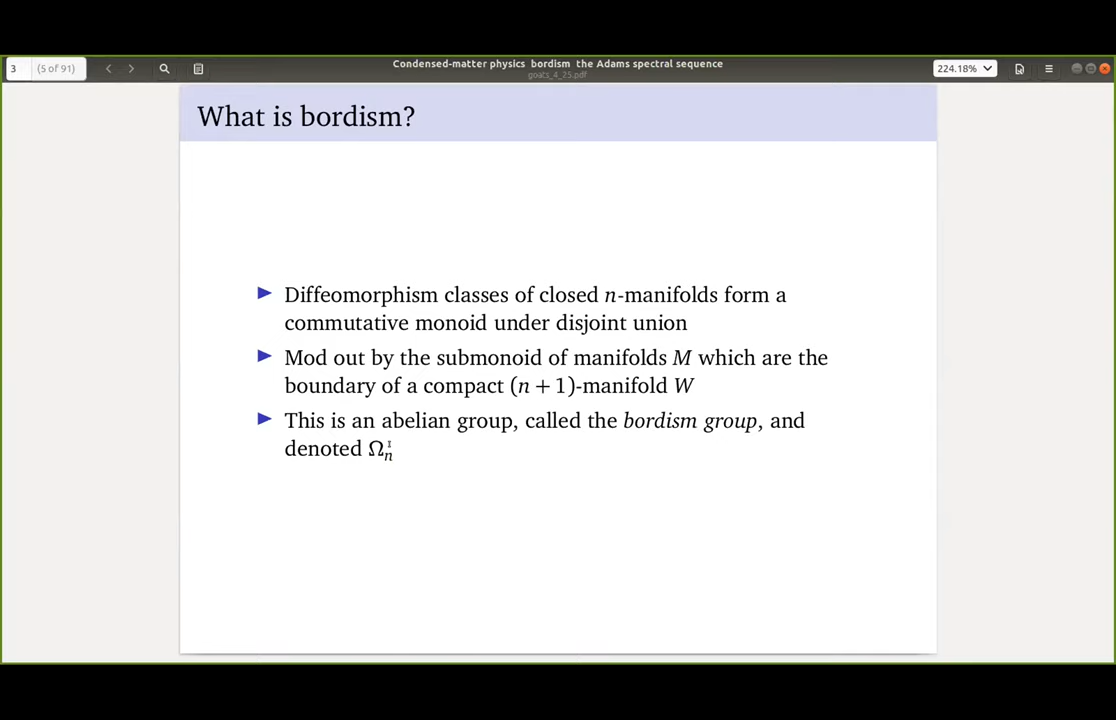 3 (5 of 91)
Condensed-matter physics bordism the Adams spectral sequence
goats_4_25.pdf
224.18%
What is bordism?
Diffeomorphism classes of closed n-manifolds form a
commutative monoid under disjoint union
Mod out by the submonoid of manifolds M which are the
boundary of a compact (n + 1)-manifold W
This is an abelian group, called the bordism group, and
denoted Ωₙ